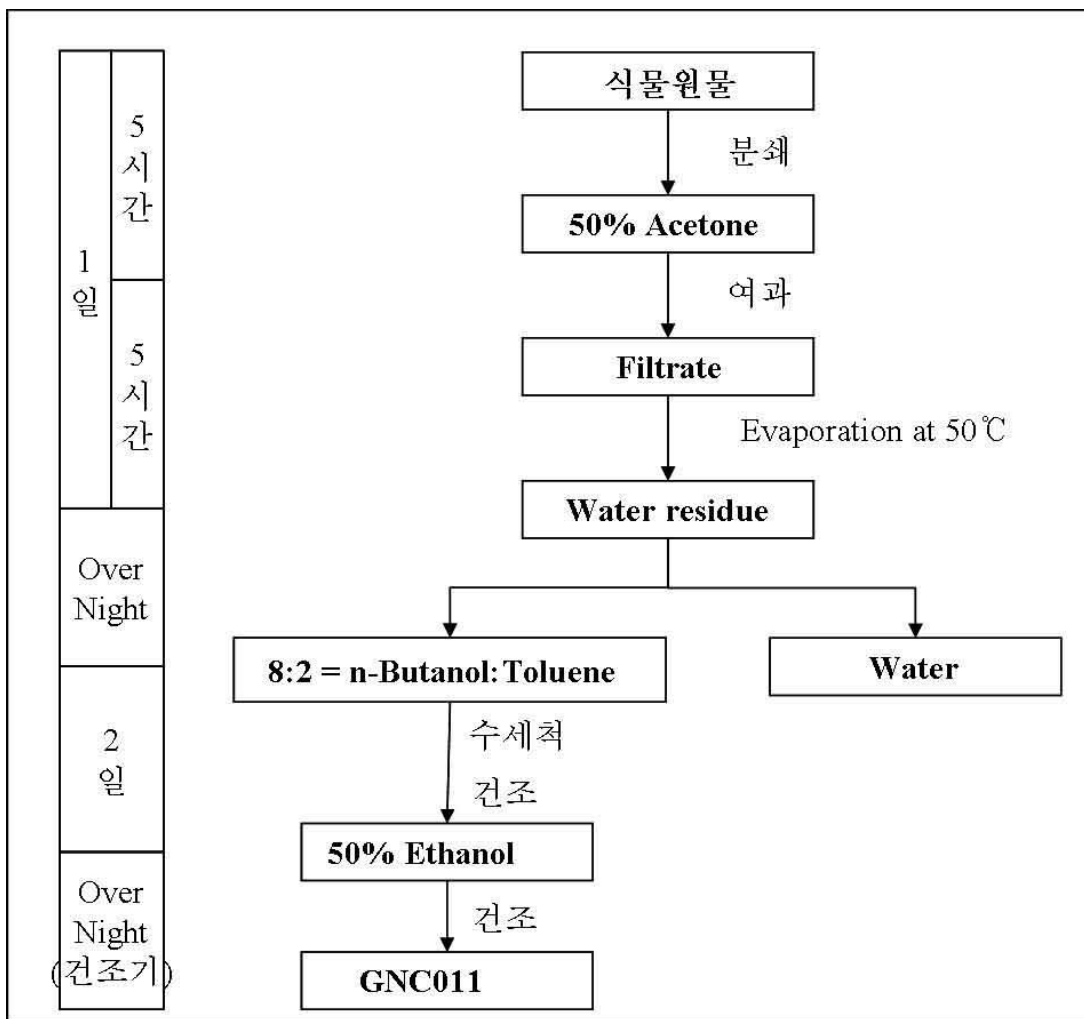 1
일
5
시
간
5
시
간
Over
Night
2
일
Over
Night
(건조기)
식물원물
분쇄
50% Acetone
여과
Filtrate
Evaporation at 50℃
Water residue
8:2 = n-Butanol:Toluene
Water
수세척
건조
50% Ethanol
건조
GNC011